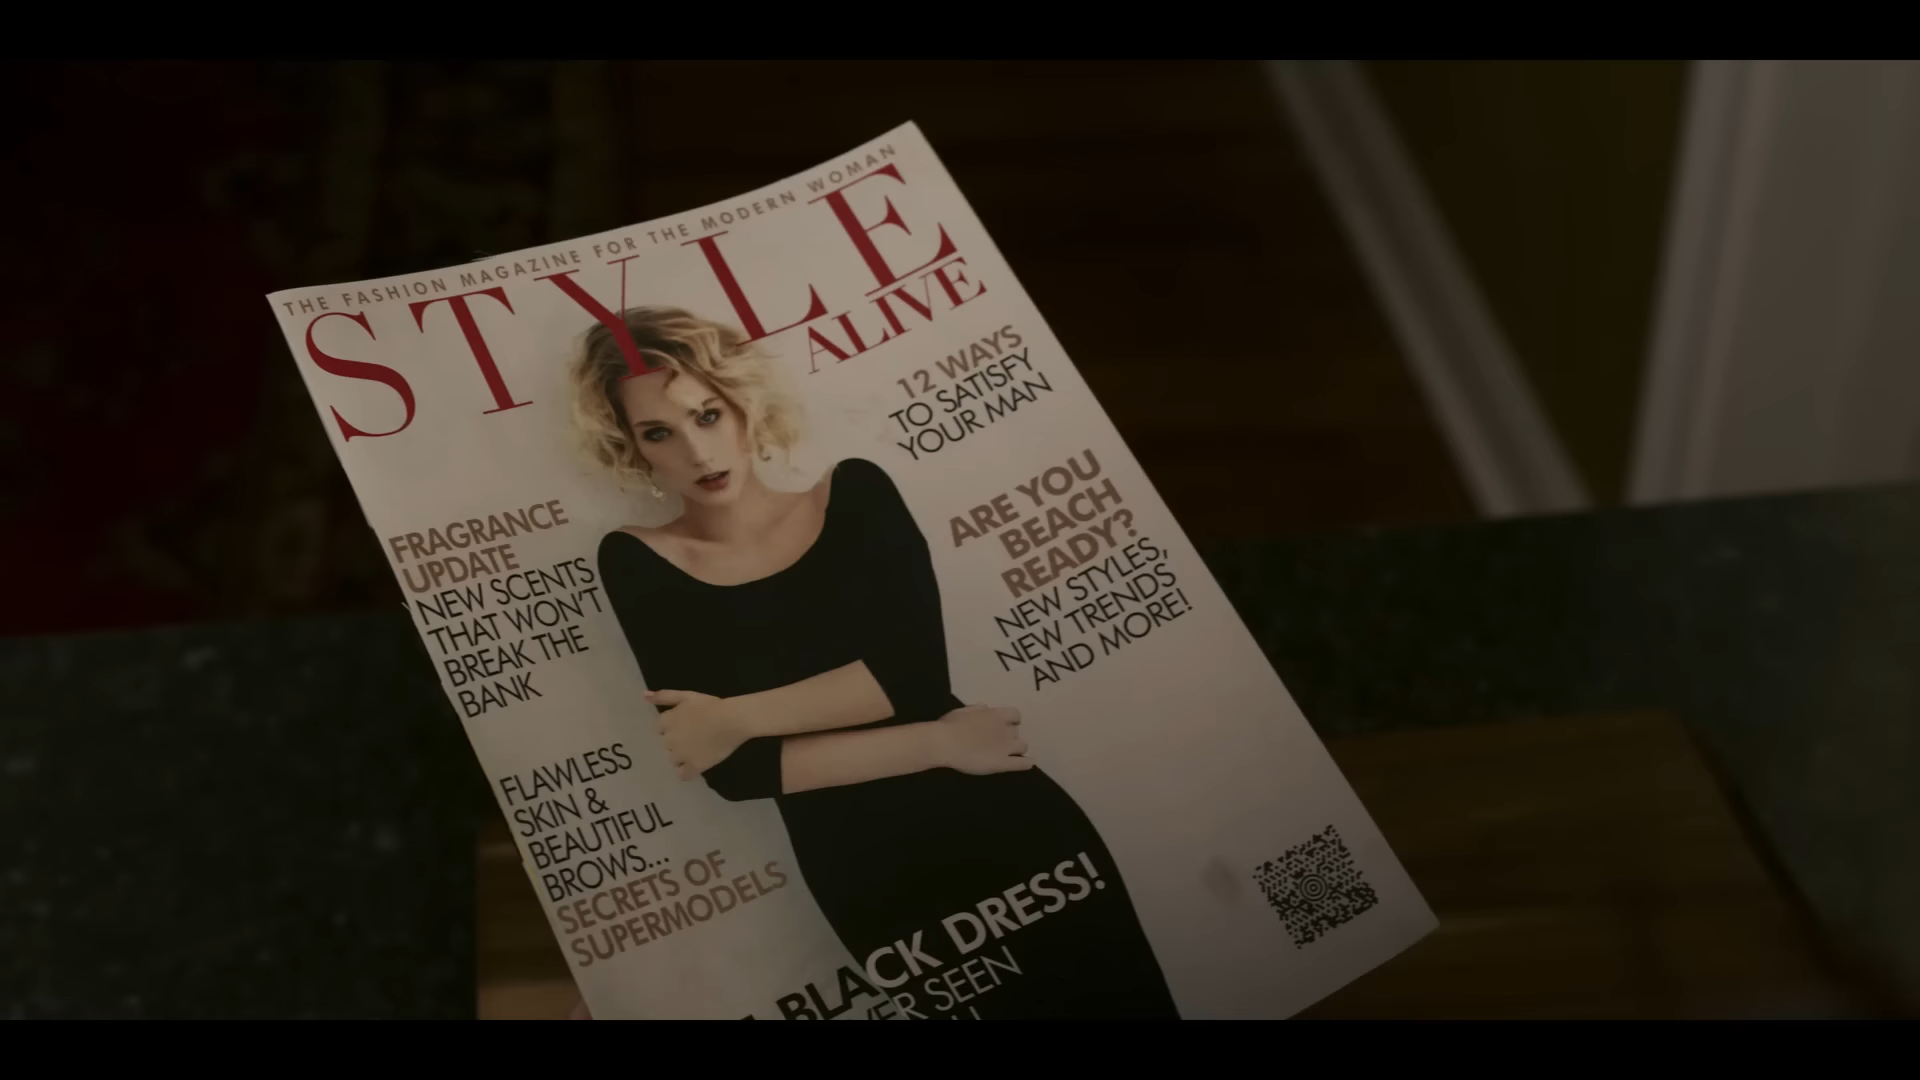 THE FASHION MAGAZINE FOR THE MODERN WOMAN
STYLE
ALIVE
12 WAYS
TO SATISFY
YOUR MAN
ARE YOU
BEACH
READY?
NEW STYLES,
NEW TRENDS
AND MORE!
FRAGRANCE
UPDATE
NEW SCENTS
THAT WON'T
BREAK THE
BANK
FLAWLESS
SKIN &
BEAUTIFUL
BROWS...
SECRETS OF
SUPERMODELS
BLACK DRESS!
SEEN